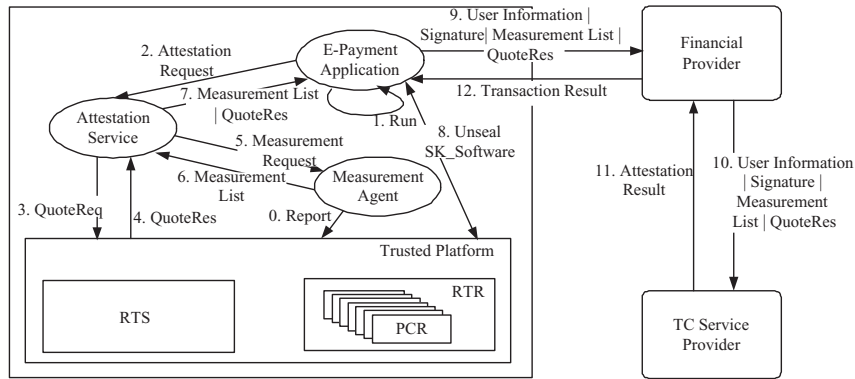 9. User Information |
Signature| Measurement List |
QuoteRes
2. Attestation
Request
E-Payment
Application
Financial
Provider
7. Measurement List
| QuoteRes
12. Transaction Result
1. Run
Attestation
Service
5. Measurement
Request
8. Unseal
SK_Software
6. Measurement
List
Measurement
Agent
11. Attestation
Result
10. User Information
| Signature |
Measurement
List | QuoteRes
3. QuoteReq
4. QuoteRes
0. Report
Trusted Platform
RTS
RTR
PCR
TC Service
Provider